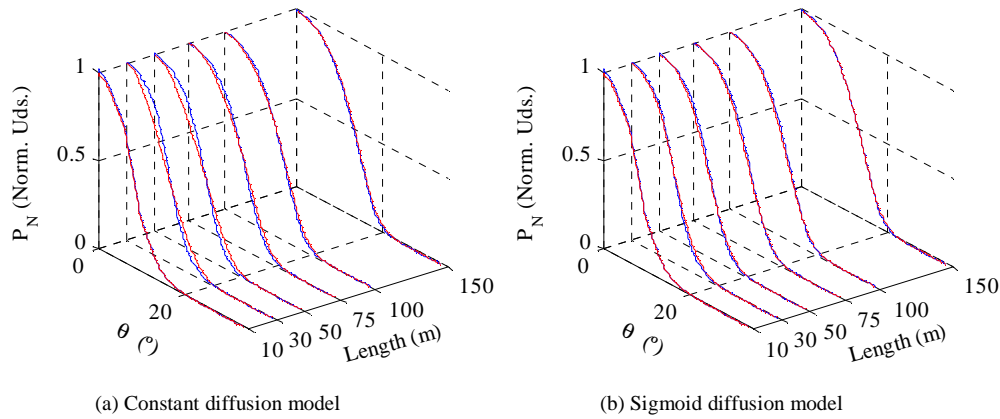 1
0.5
0
P_N (Norm. Uds.)
0
20
θ (º)
10
30
50
75
100
150
Length (m)
(a) Constant diffusion model
1
0.5
0
P_N (Norm. Uds.)
0
20
θ (º)
10
30
50
75
100
150
Length (m)
(b) Sigmoid diffusion model